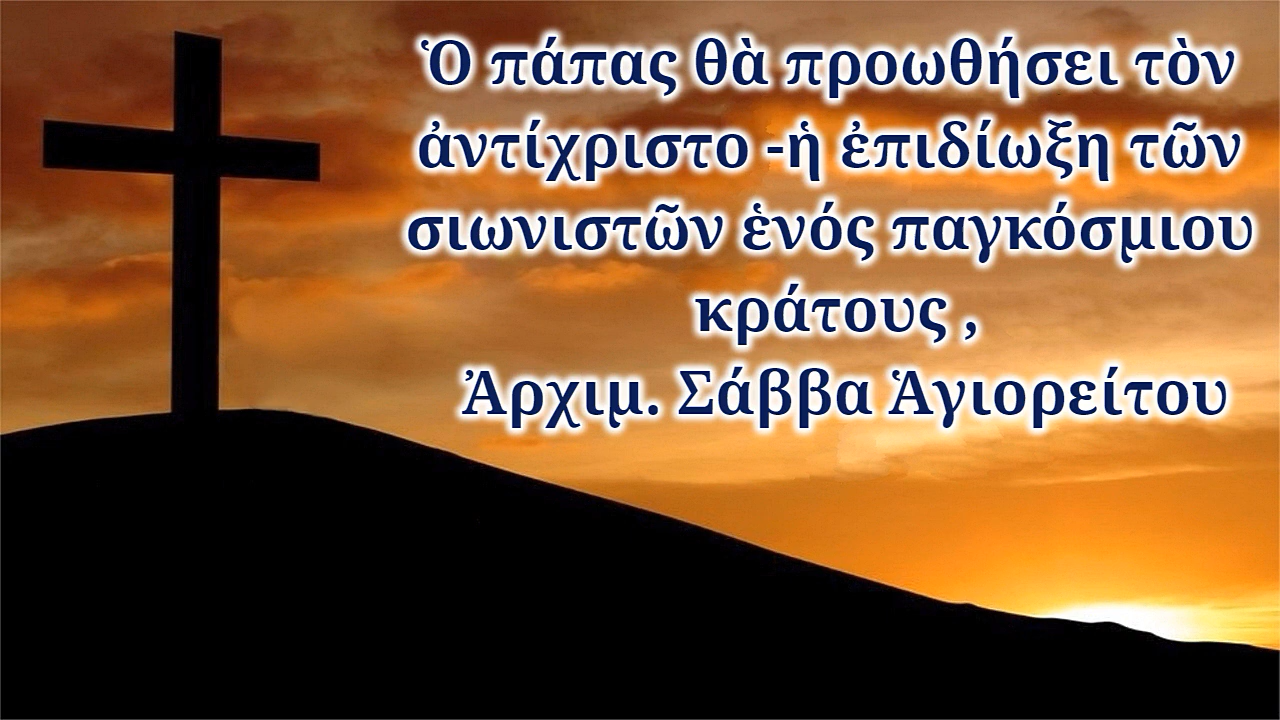 Ὁ πάπας θὰ προωθήσει τὸν
ἀντίχριστο -ἡ ἐπιδίωξη τῶν
σιωνιστῶν ἑνός παγκόσμιου
κράτους ,
Ἀρχιμ. Σάββα Ἁγιορείτου